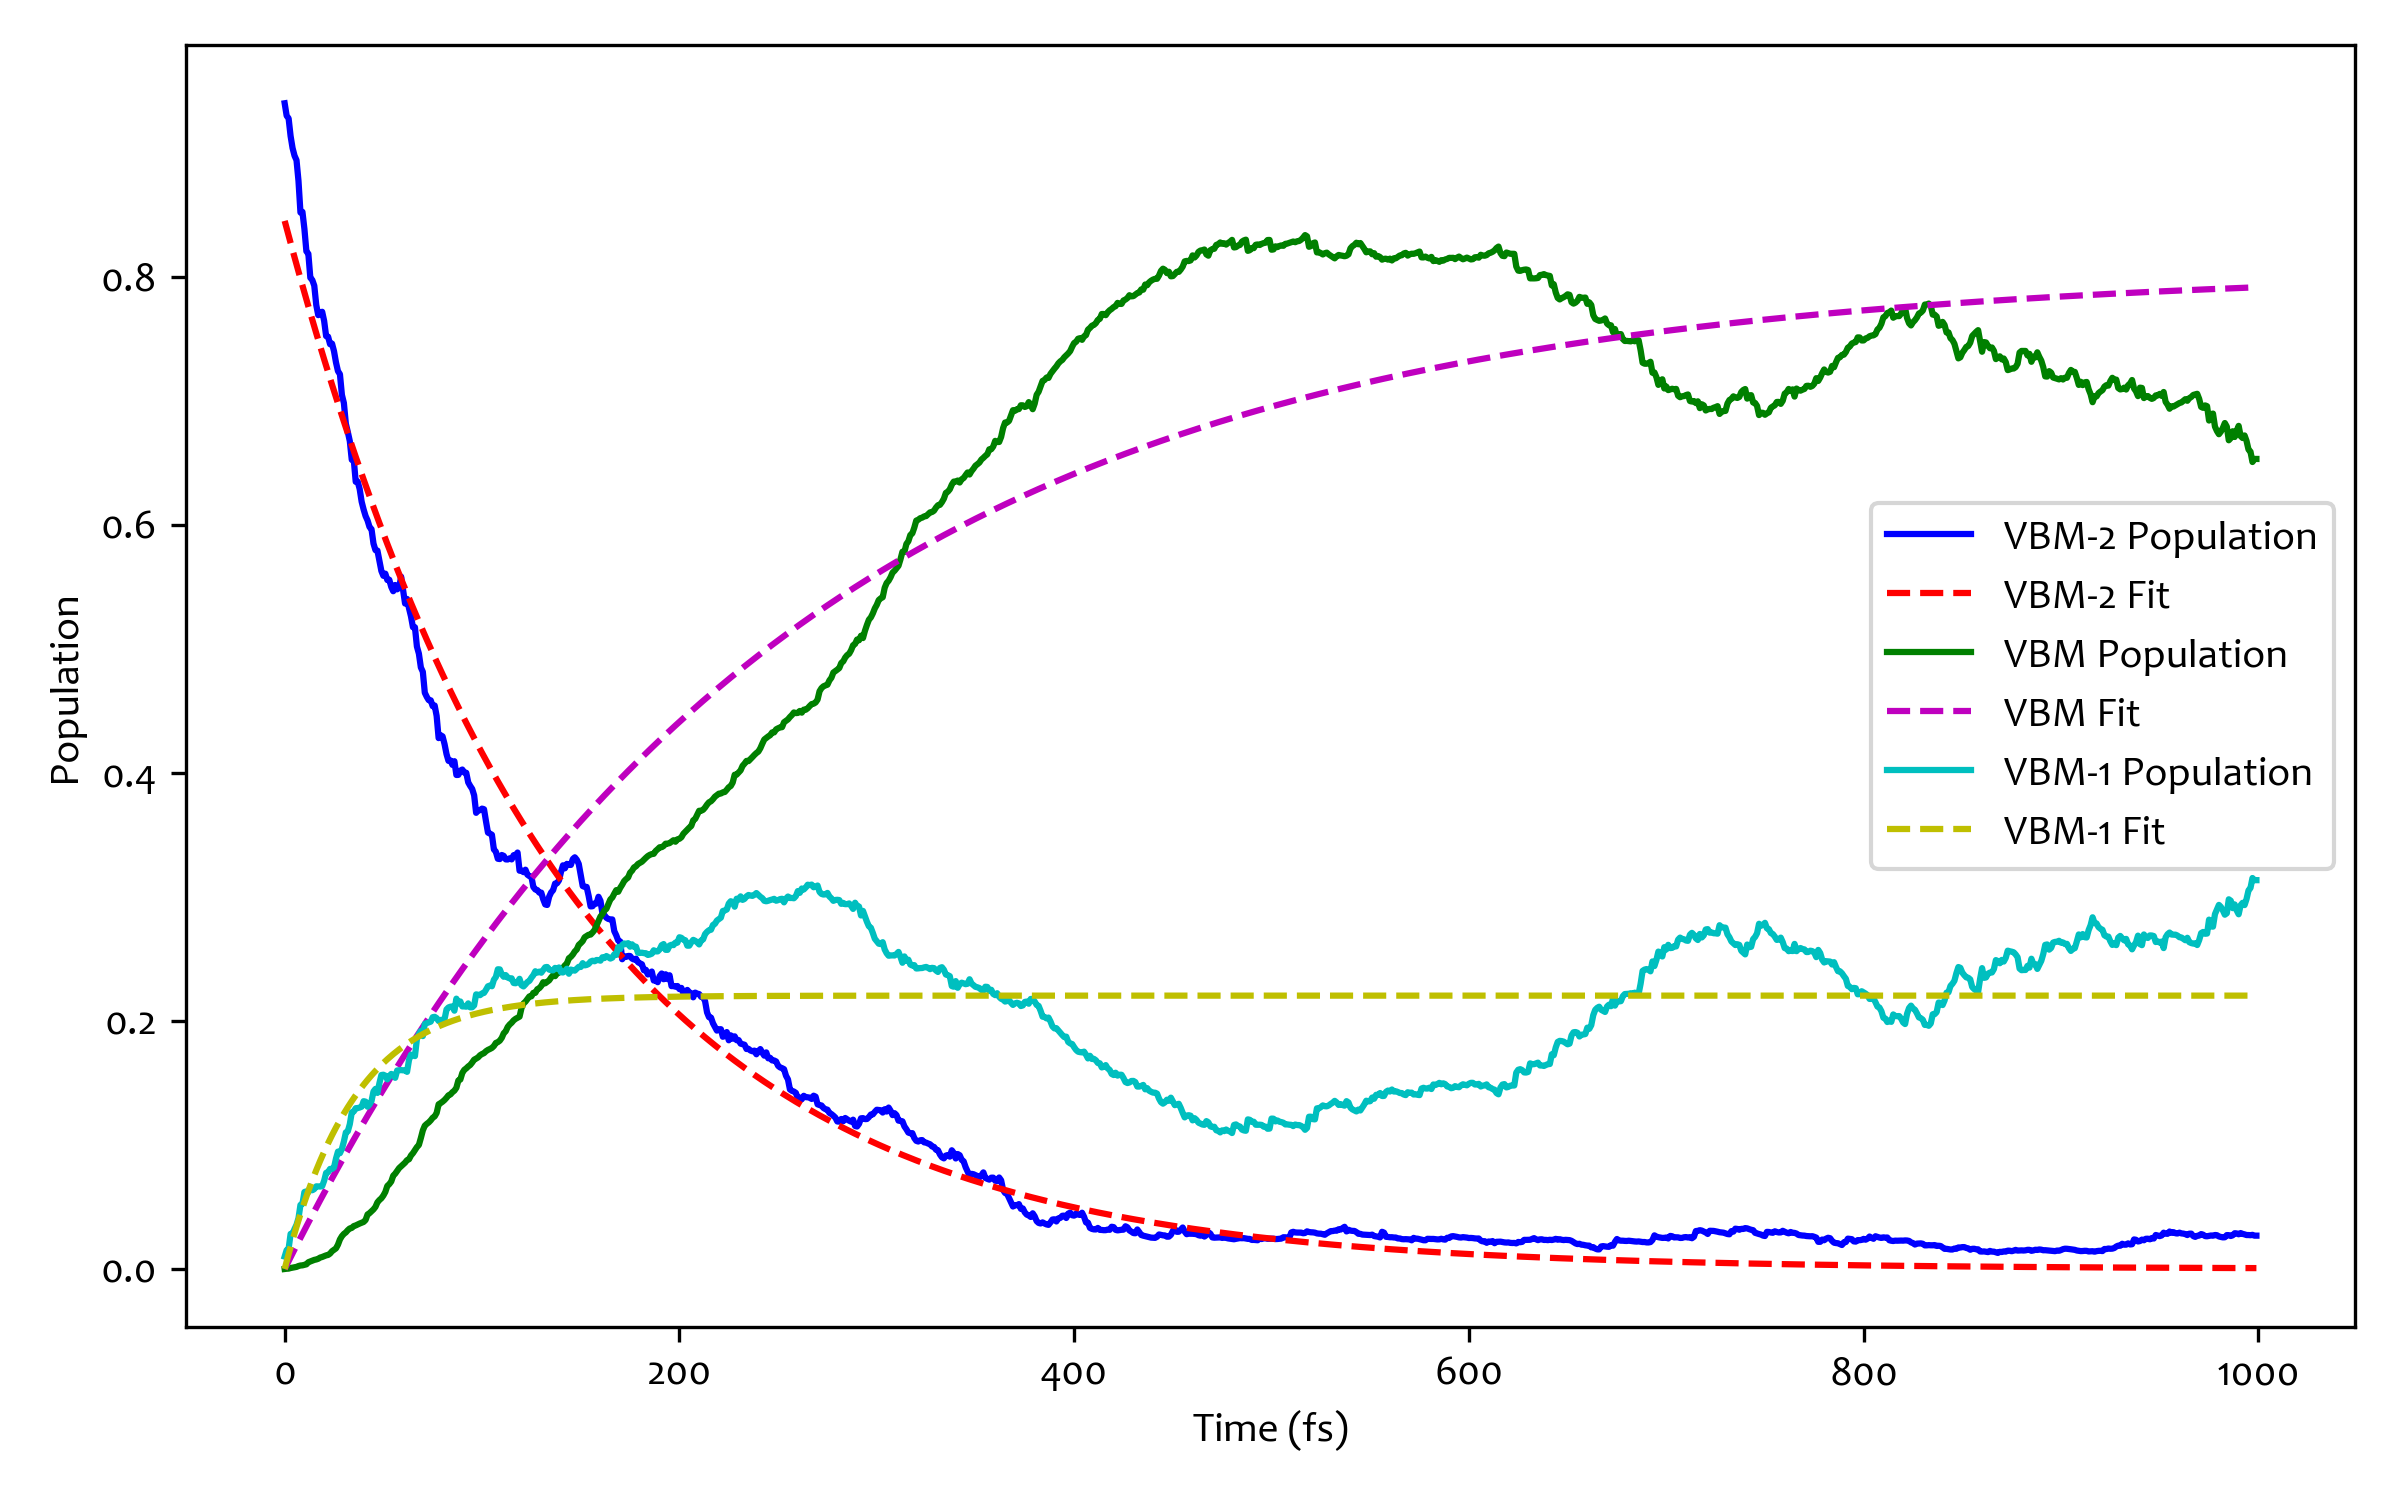 Population
0.8
0.6
0.4
0.2
0.0
0
200
400
600
800
1000
Time (fs)
VBM-2 Population
VBM-2 Fit
VBM Population
VBM Fit
VBM-1 Population
VBM-1 Fit